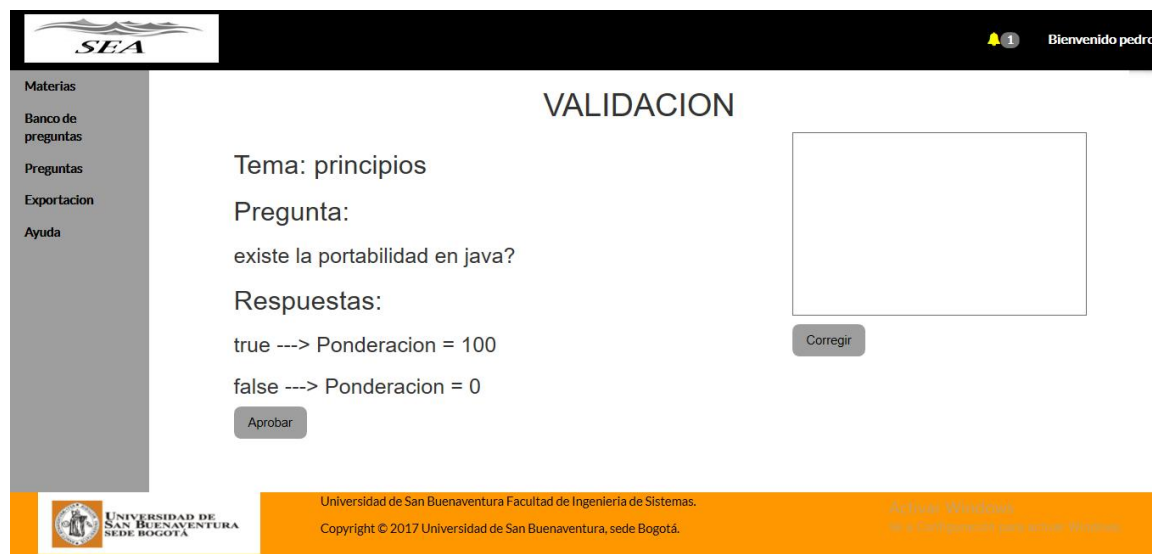 SEA
1
Bienvenido pedro
Materias
Banco de
preguntas
Preguntas
Exportacion
Ayuda
VALIDACION
Tema: principios
Pregunta:
existe la portabilidad en java?
Respuestas:
true ---> Ponderacion = 100
false ---> Ponderacion = 0
Aprobar
Corregir
UNIVERSIDAD DE
SAN BUENAVENTURA
SEDE BOGOTÁ
Universidad de San Buenaventura Facultad de Ingenieria de Sistemas.
Copyright © 2017 Universidad de San Buenaventura, sede Bogotá.
Activar Windows